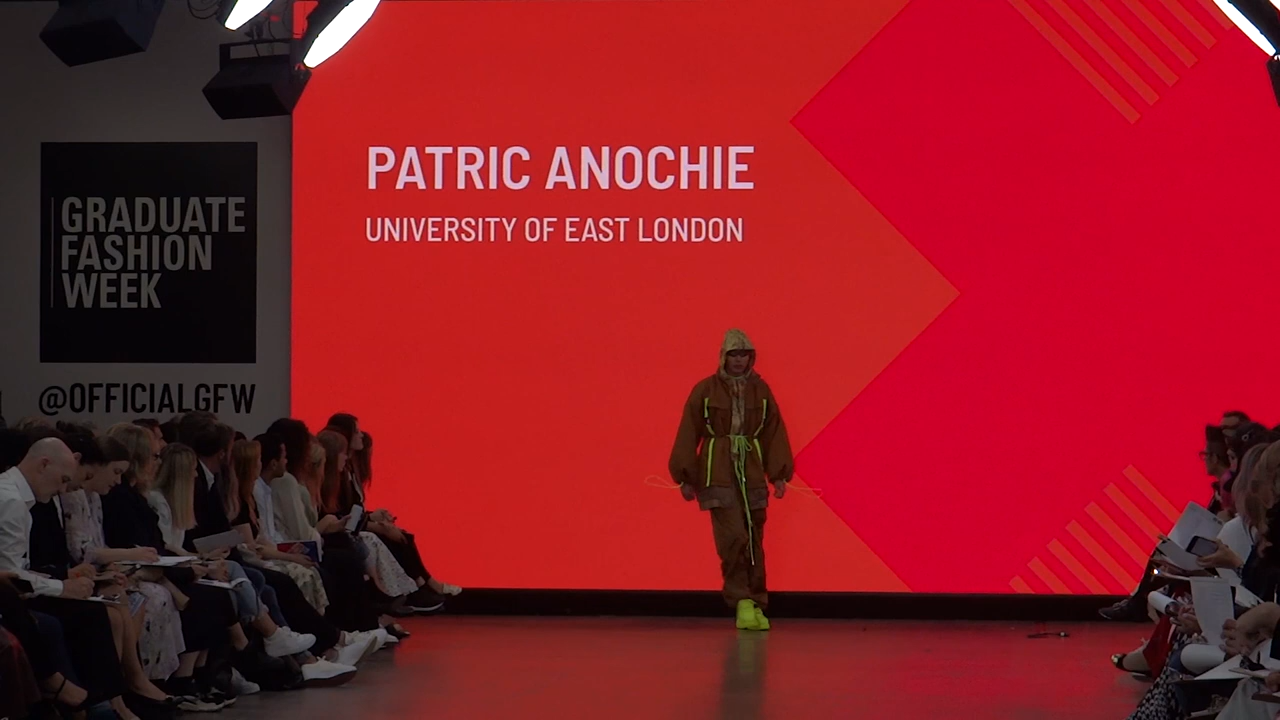 PATRIC ANOCHIE
UNIVERSITY OF EAST LONDON
GRADUATE
FASHION
WEEK
@OFFICIALGFW